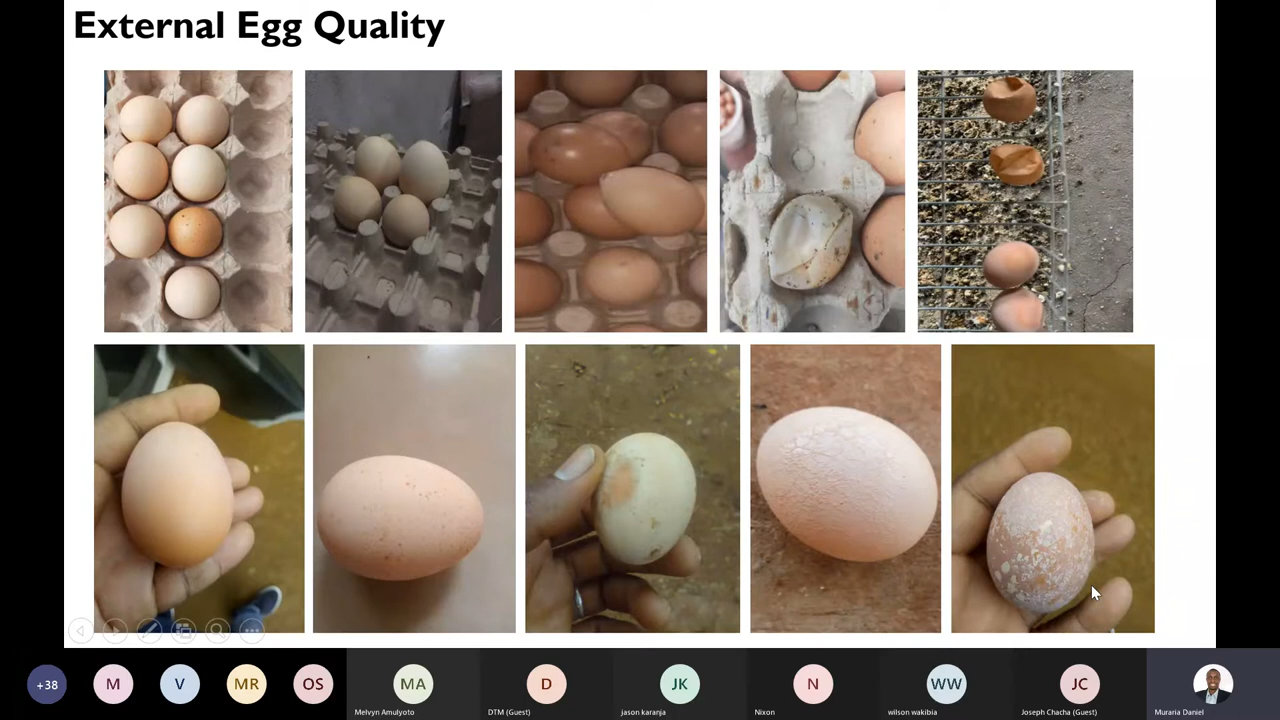 External Egg Quality
+38
M
V
MR
OS
MA
D
JK
N
WW
JC
Melvyn Amulyoto
DTM (Guest)
jason karanja
Nixon
wilson wakibia
Joseph Chacha (Guest)
Muraria Daniel